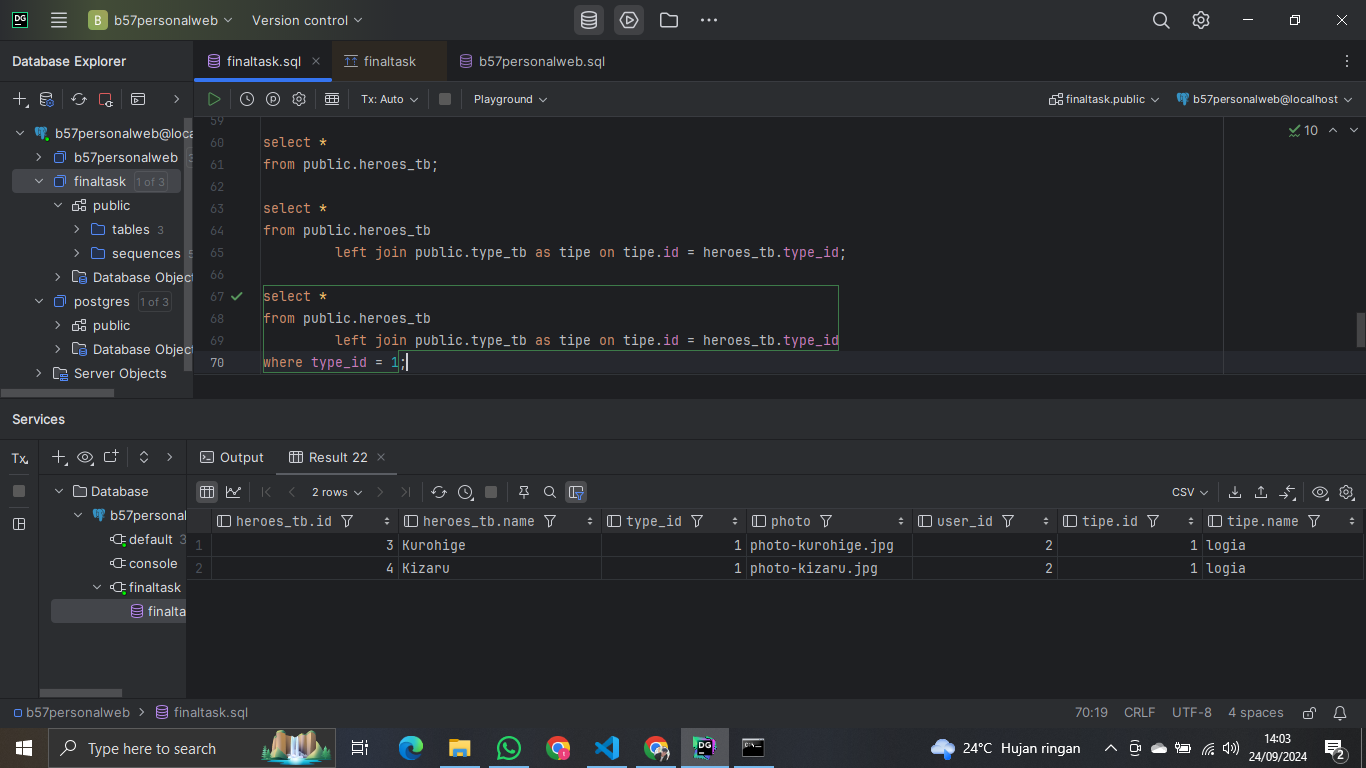 DG B b57personalweb Version control
Database Explorer finaltask.sql finaltask b57personalweb.sql
Tx: Auto Playground finaltask.public b57personalweb@localhost
b57personalweb@loca
b57personalweb
finaltask 1 of 3
public
tables 3
sequences
Database Object
postgres 1 of 3
public
Database Object
Server Objects
10
59
60 select *
61 from public.heroes_tb;
62
63 select *
64 from public.heroes_tb
65 left join public.type_tb as tipe on tipe.id = heroes_tb.type_id;
66
67 select *
68 from public.heroes_tb
69 left join public.type_tb as tipe on tipe.id = heroes_tb.type_id
70 where type_id = 1;
Services
Tx
Database
b57personal
default 3
console
finaltask
finalta
Output Result 22
2 rows CSV
heroes_tb.id heroes_tb.name type_id photo user_id tipe.id tipe.name
1 3 Kurohige 1 photo-kurohige.jpg 2 1 logia
2 4 Kizaru 1 photo-kizaru.jpg 2 1 logia
b57personalweb finaltask.sql 70:19 CRLF UTF-8 4 spaces
Type here to search DG 24°C Hujan ringan 14:03
24/09/2024 2